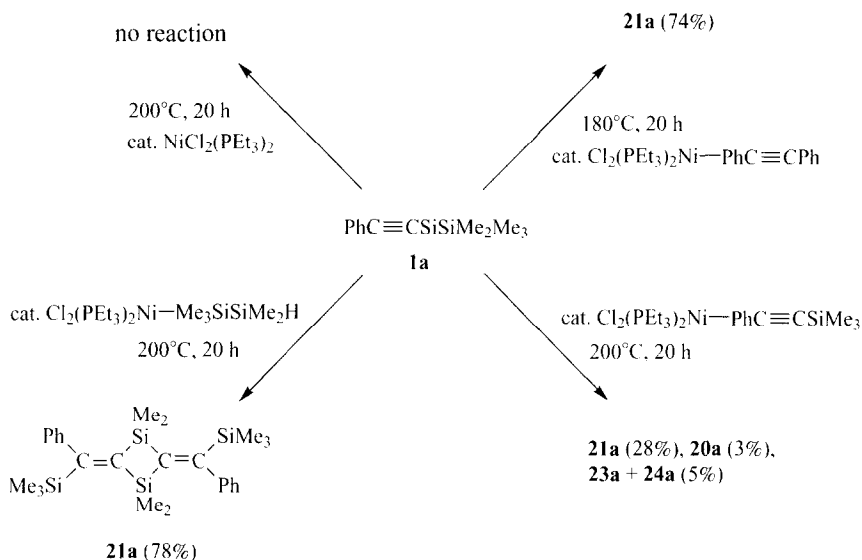 no reaction
21a (74%)
200°C, 20 h
cat. NiCl₂(PEt₃)₂
180°C, 20 h
cat. Cl₂(PEt₃)₂Ni—PhC≡CPh
PhC≡CSiSiMe₂Me₃
1a
cat. Cl₂(PEt₃)₂Ni—Me₃SiSiMe₂H
200°C, 20 h
cat. Cl₂(PEt₃)₂Ni—PhC≡CSiMe₃
200°C, 20 h
Me₂
Ph Si SiMe₃
C=C C=C
Me₃Si Si Ph
Me₂
21a (78%)
21a (28%), 20a (3%),
23a + 24a (5%)